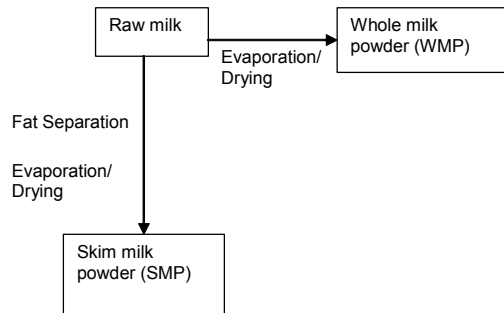 Raw milk
Whole milk
powder (WMP)
Evaporation/
Drying
Fat Separation
Evaporation/
Drying
Skim milk
powder (SMP)